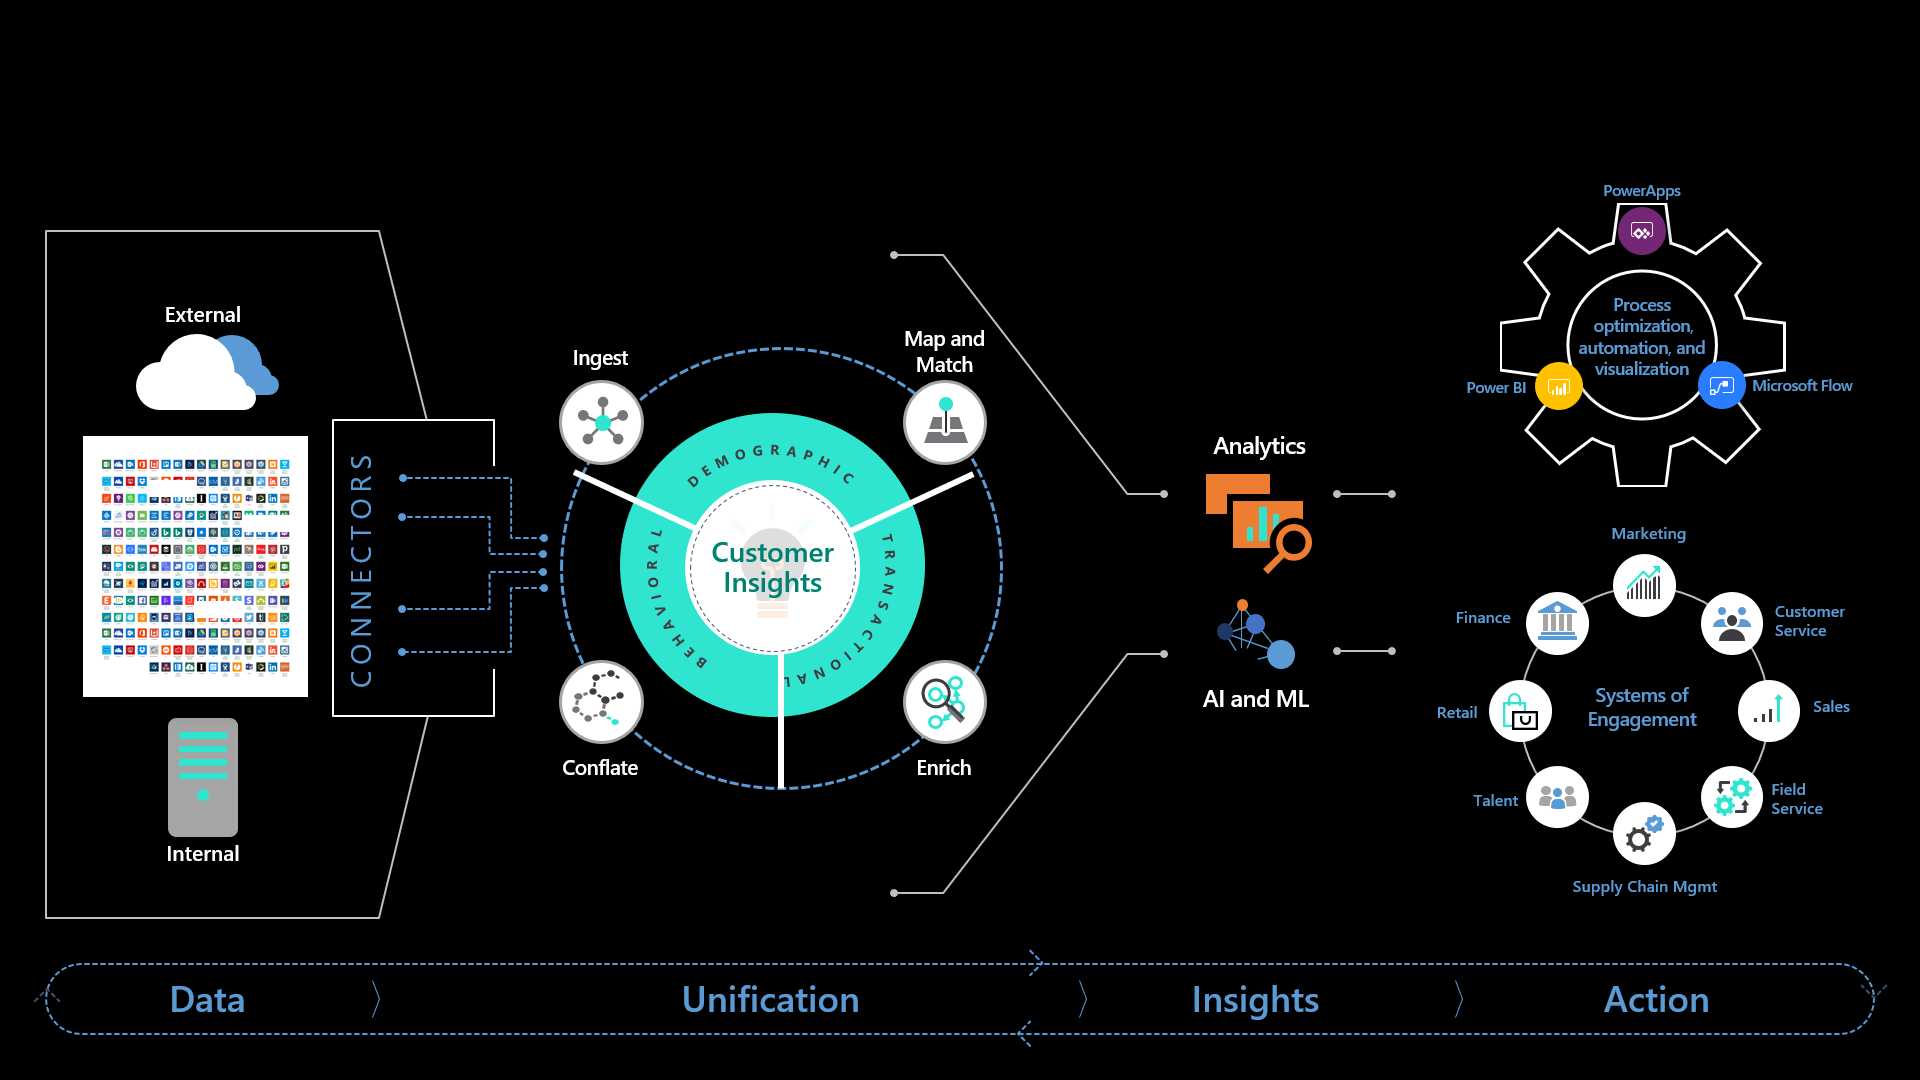 External
Internal
CONNECTORS
Ingest
Map and
Match
DEMOGRAPHIC
TRANSACTIONAL
BEHAVIORAL
Customer
Insights
Conflate
Enrich
Analytics
AI and ML
PowerApps
Process
optimization,
automation, and
visualization
Power BI
Microsoft Flow
Marketing
Finance
Customer
Service
Retail
Systems of
Engagement
Sales
Talent
Field
Service
Supply Chain Mgmt
Data
Unification
Insights
Action